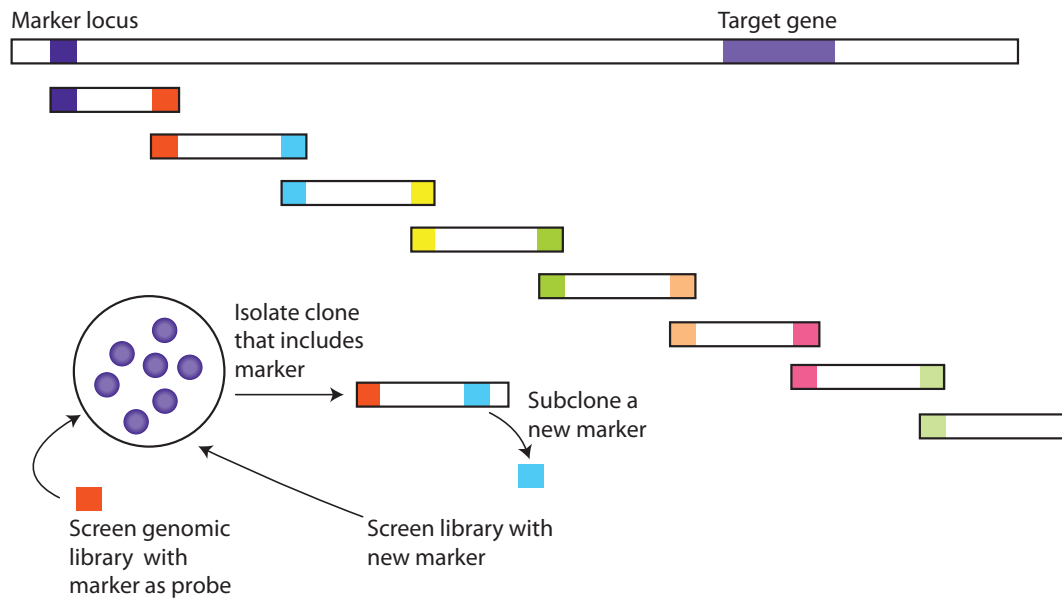 Marker locus
Target gene
Isolate clone
that includes
marker
Subclone a
new marker
Screen genomic
library with
marker as probe
Screen library with
new marker